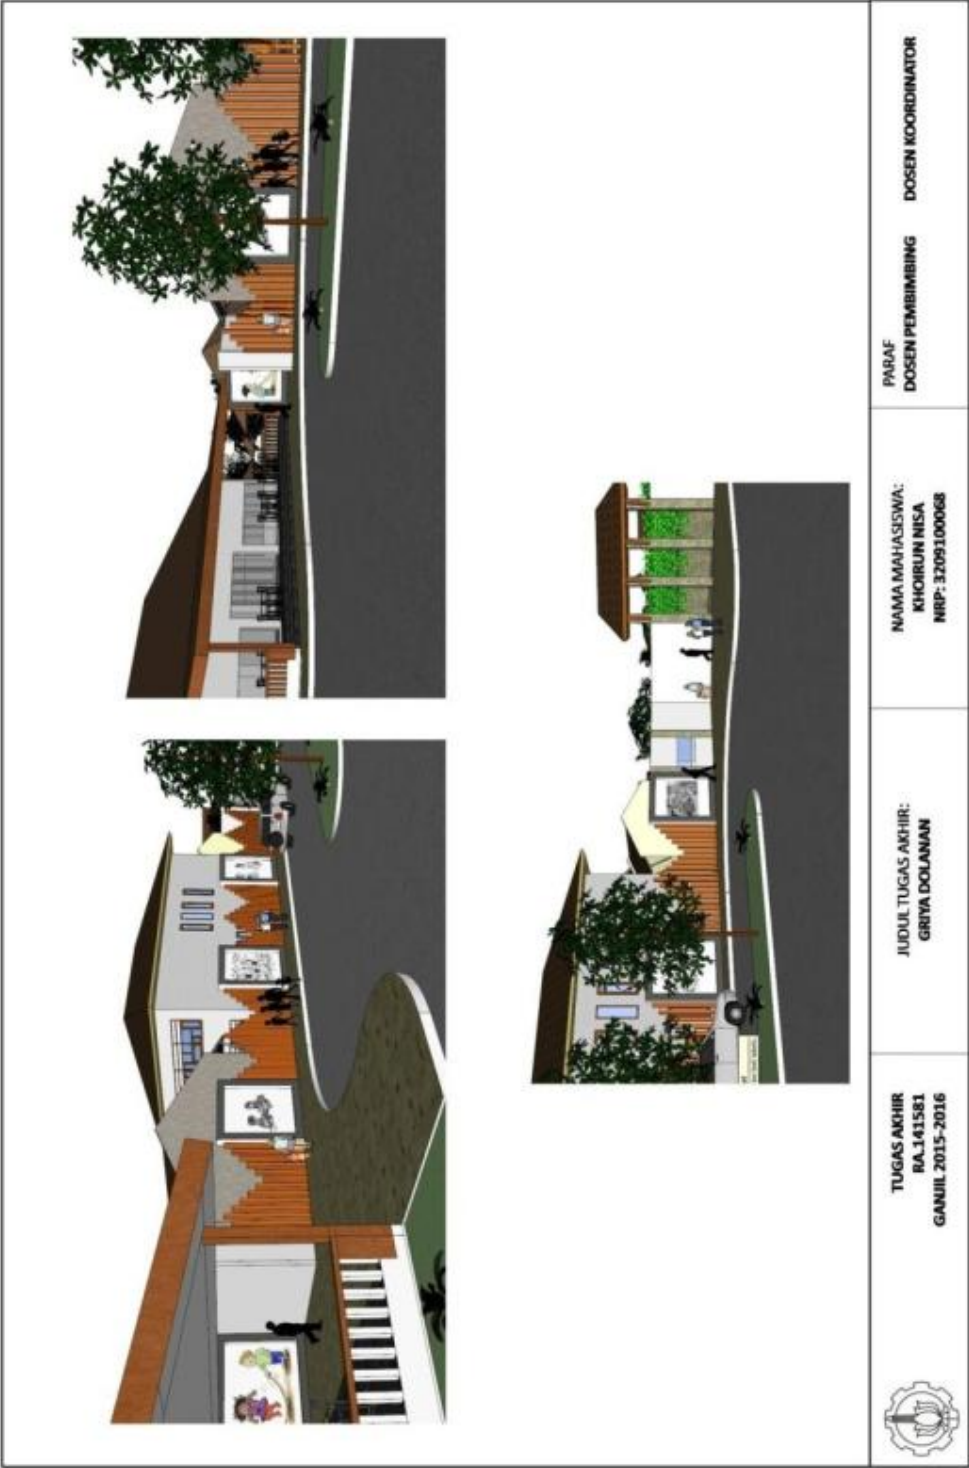 TUGAS AKHIR
RA.141581
GANJIL 2015-2016
JUDUL TUGAS AKHIR:
GRIYA DOLANAN
NAMA MAHASISWA:
KHOIRUN NISA
NRP: 3209100068
PARAF
DOSEN PEMBIMBING DOSEN KOORDINATOR